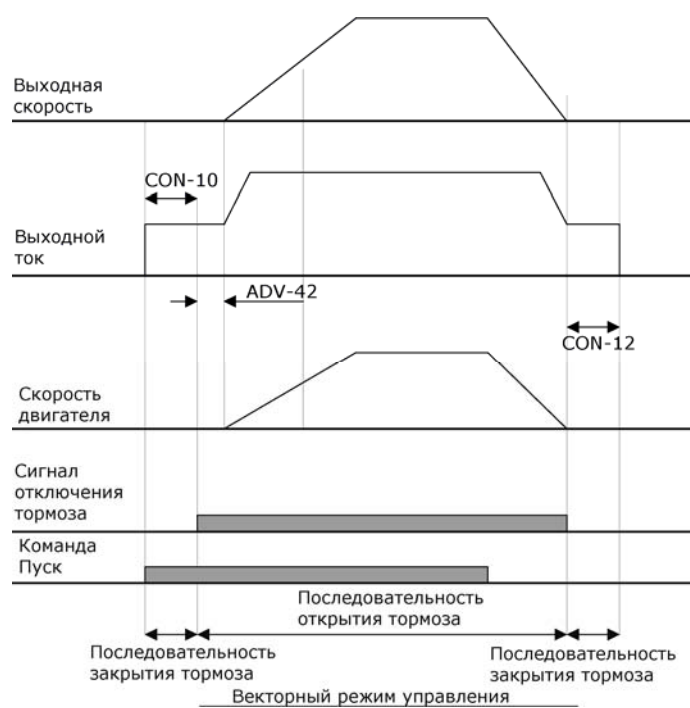 Выходная
скорость
CON-10
Выходной
ток
ADV-42
CON-12
Скорость
двигателя
Сигнал
отключения
тормоза
Команда
Пуск
Последовательность
открытия тормоза
Последовательность
закрытия тормоза
Последовательность
закрытия тормоза
Векторный режим управления